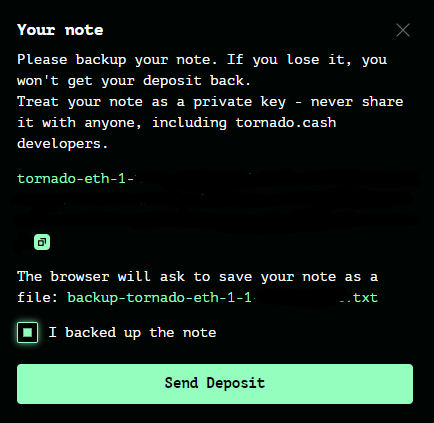 Your note
Please backup your note. If you lose it, you
won't get your deposit back.
Treat your note as a private key - never share
it with anyone, including tornado.cash
developers.
tornado-eth-1-
The browser will ask to save your note as a
file: backup-tornado-eth-1-1 .txt
I backed up the note
Send Deposit